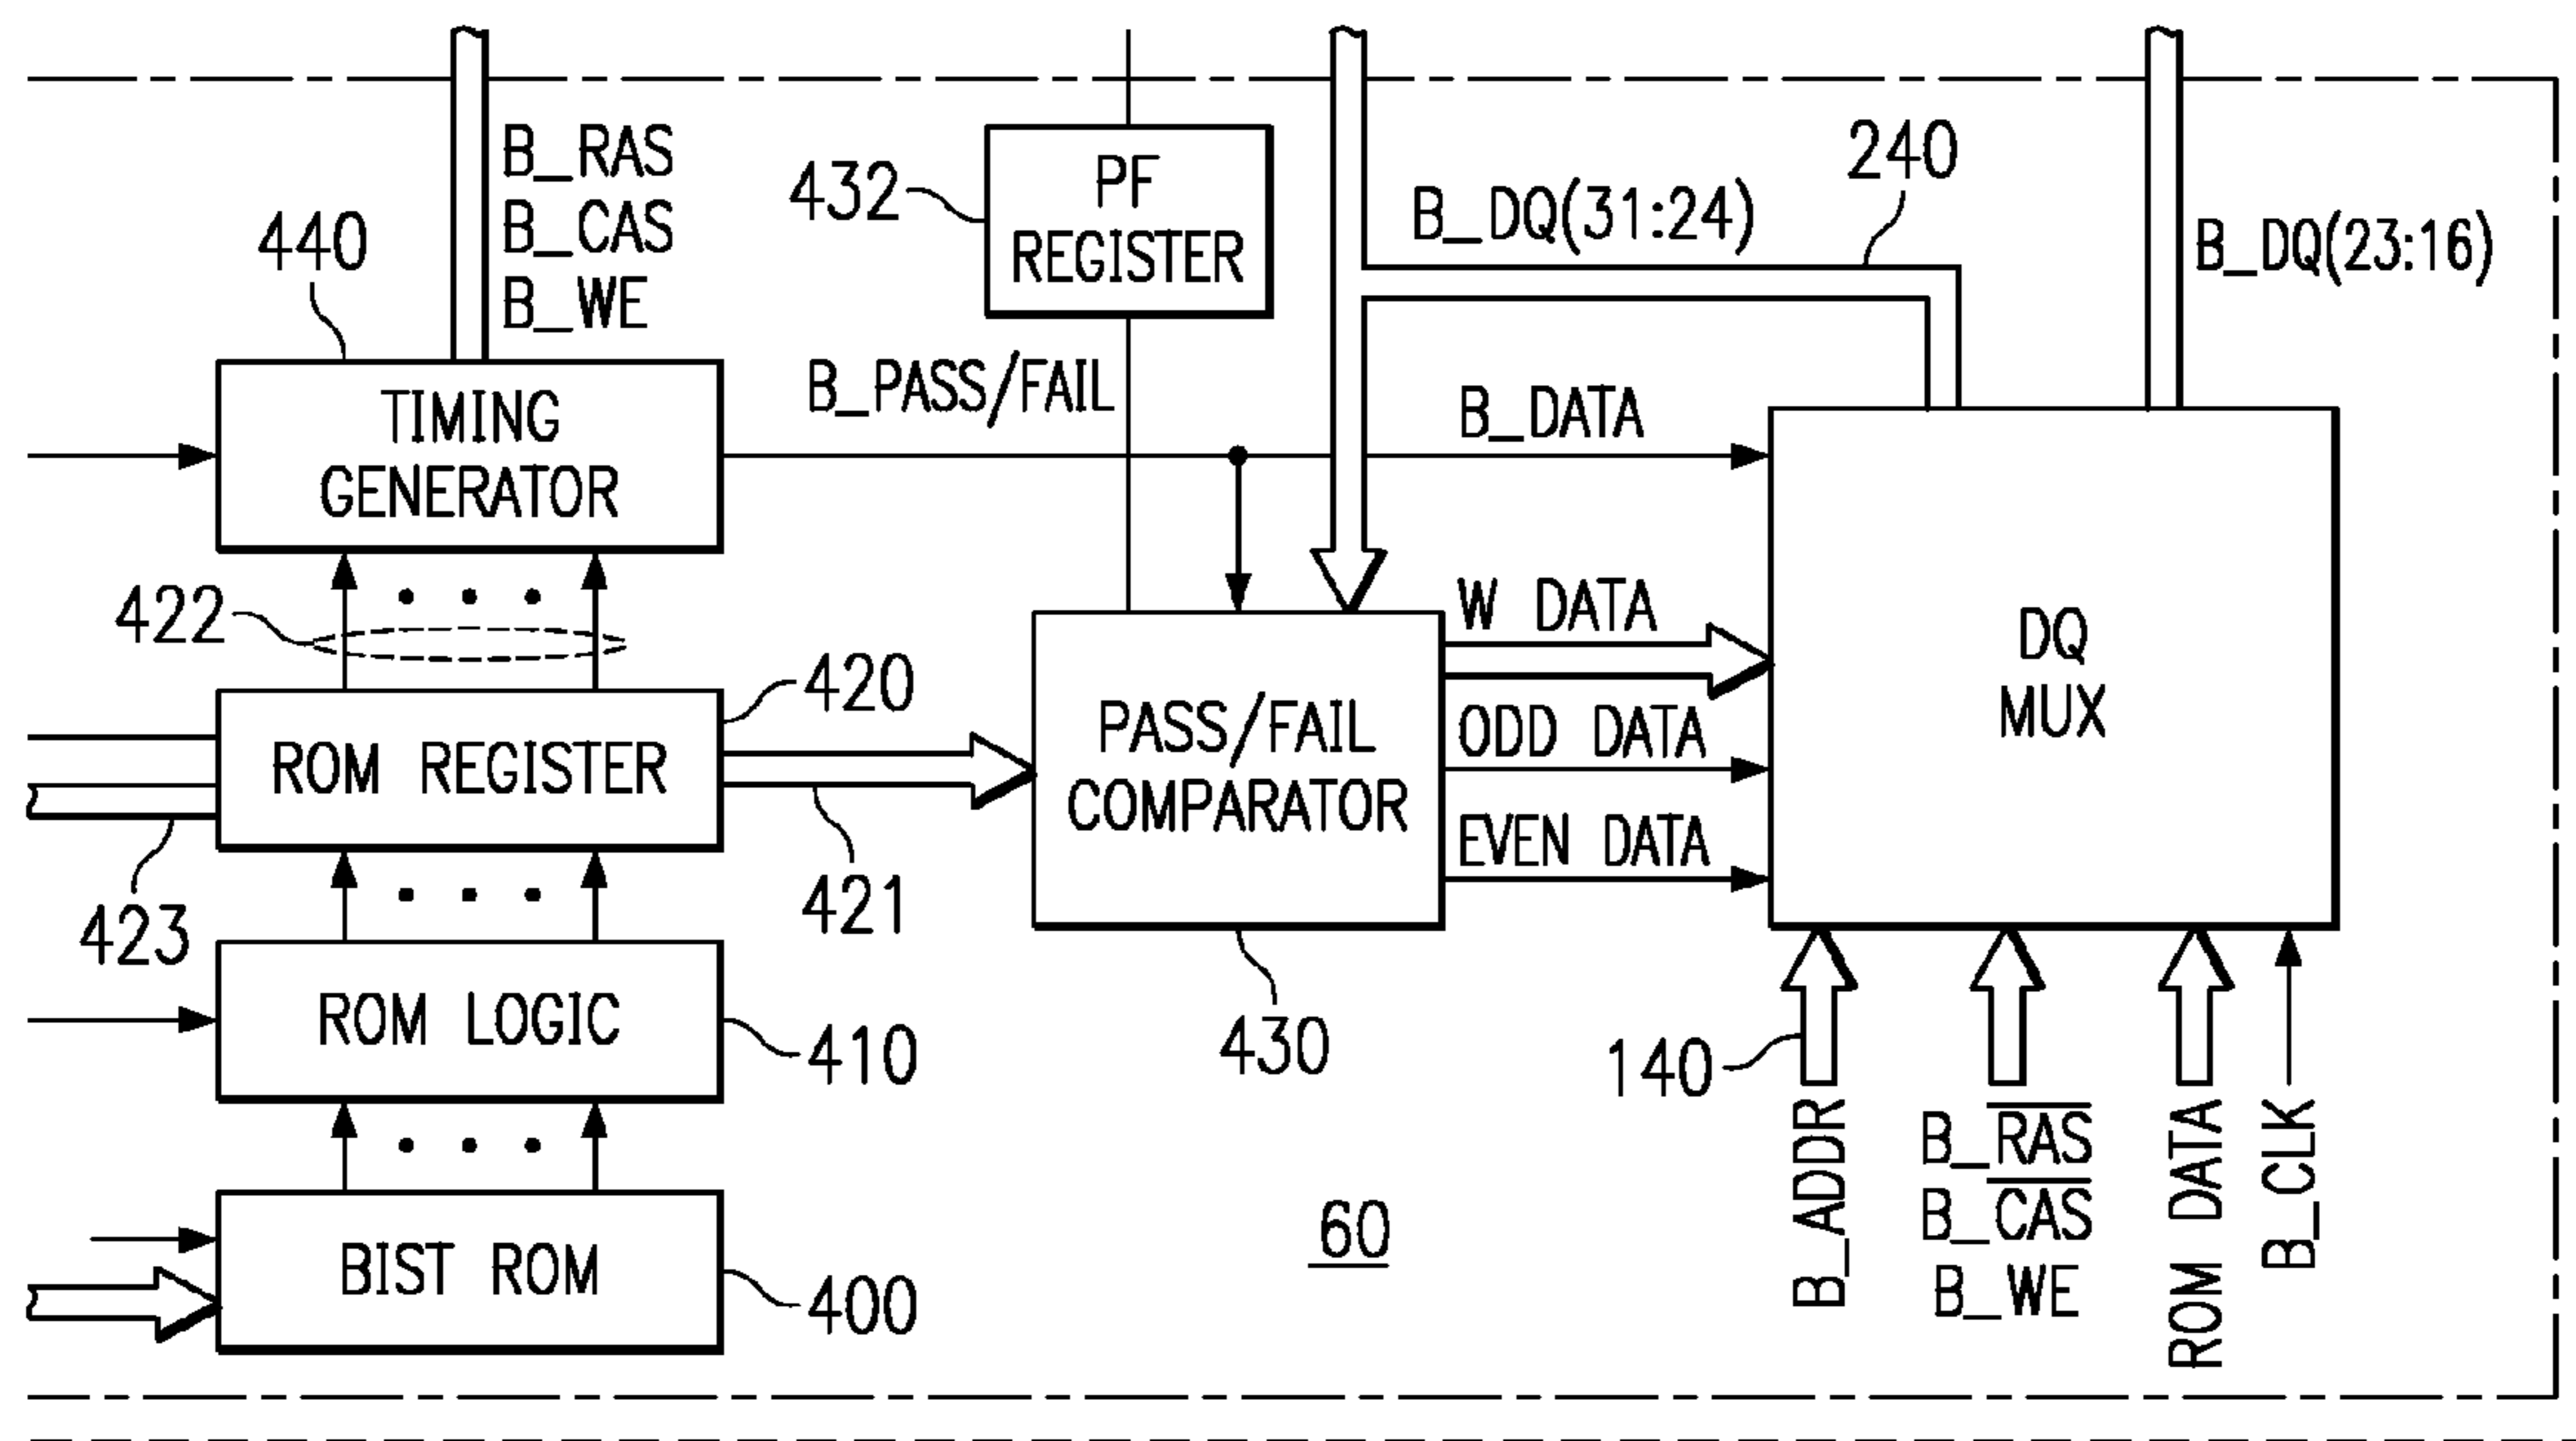 B_RAS
B_CAS
B_WE
440
TIMING
GENERATOR
432
PF
REGISTER
B_PASS/FAIL
B_DQ(31:24)
240
B_DQ(23:16)
B_DATA
422
420
ROM REGISTER
423
421
PASS/FAIL
COMPARATOR
430
W DATA
ODD DATA
EVEN DATA
DQ
MUX
ROM LOGIC
410
BIST ROM
400
60
140
B_ADDR
B_R̅A̅S̅
B_C̅A̅S̅
B_WE
ROM DATA
B_CLK